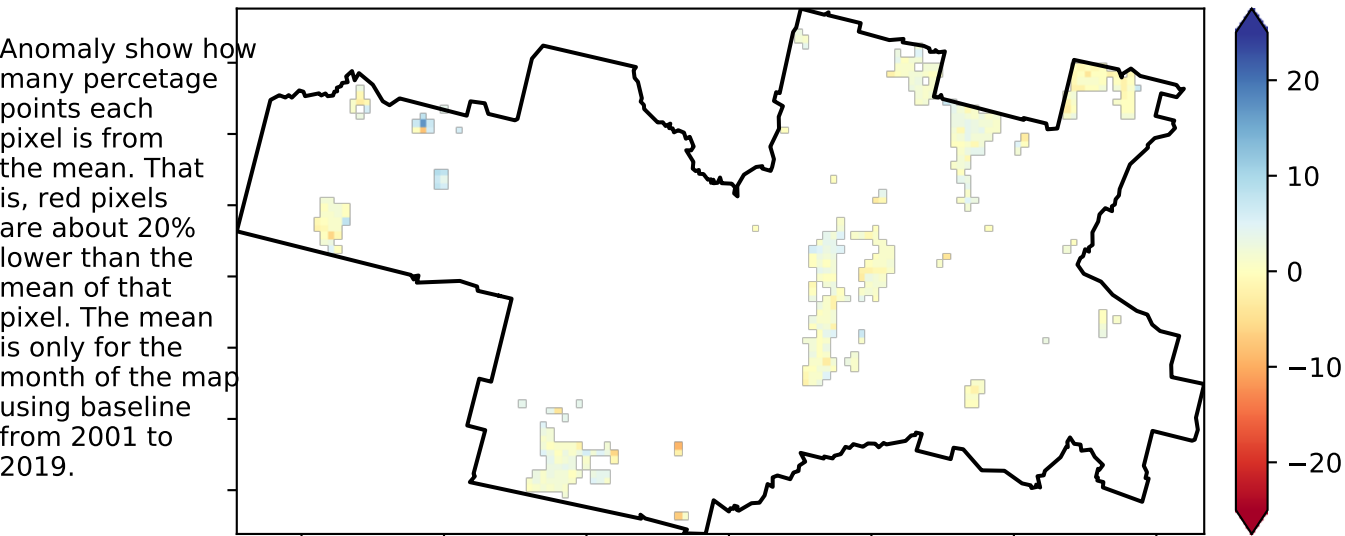 Anomaly show how
many percetage
points each
pixel is from
the mean. That
is, red pixels
are about 20%
lower than the
mean of that
pixel. The mean
is only for the
month of the map
using baseline
from 2001 to
2019.
20
10
0
−10
−20